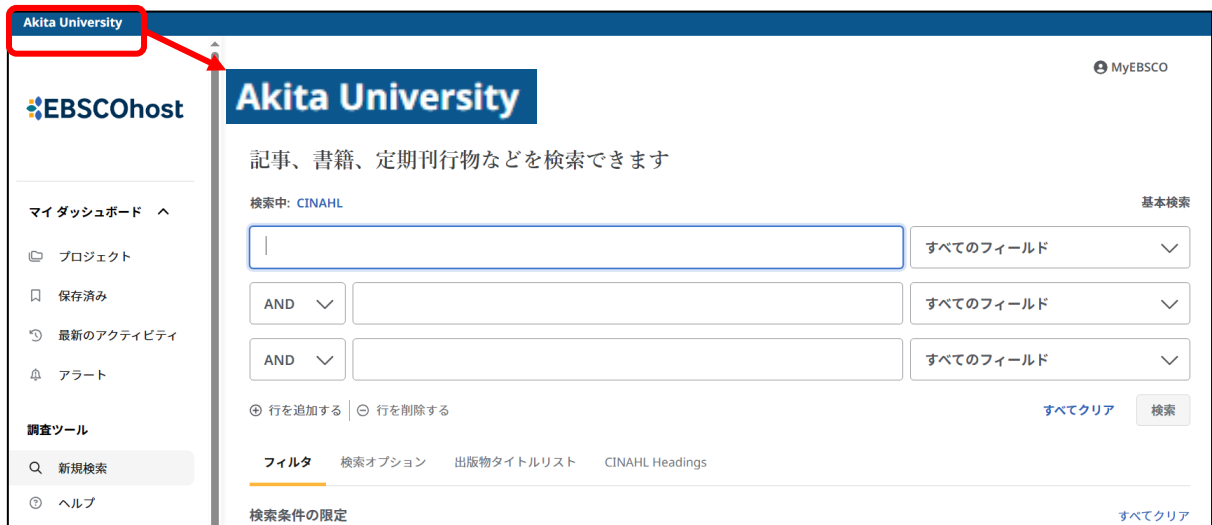 Akita University
MyEBSCO
EBSCOhost
Akita University
記事、書籍、定期刊行物などを検索できます
検索中: CINAHL
基本検索
マイ ダッシュボード
プロジェクト
保存済み
最新のアクティビティ
アラート
すべてのフィールド
AND
すべてのフィールド
AND
すべてのフィールド
行を追加する
行を削除する
すべてクリア
検索
調査ツール
新規検索
ヘルプ
フィルタ
検索オプション
出版物タイトルリスト
CINAHL Headings
検索条件の限定
すべてクリア